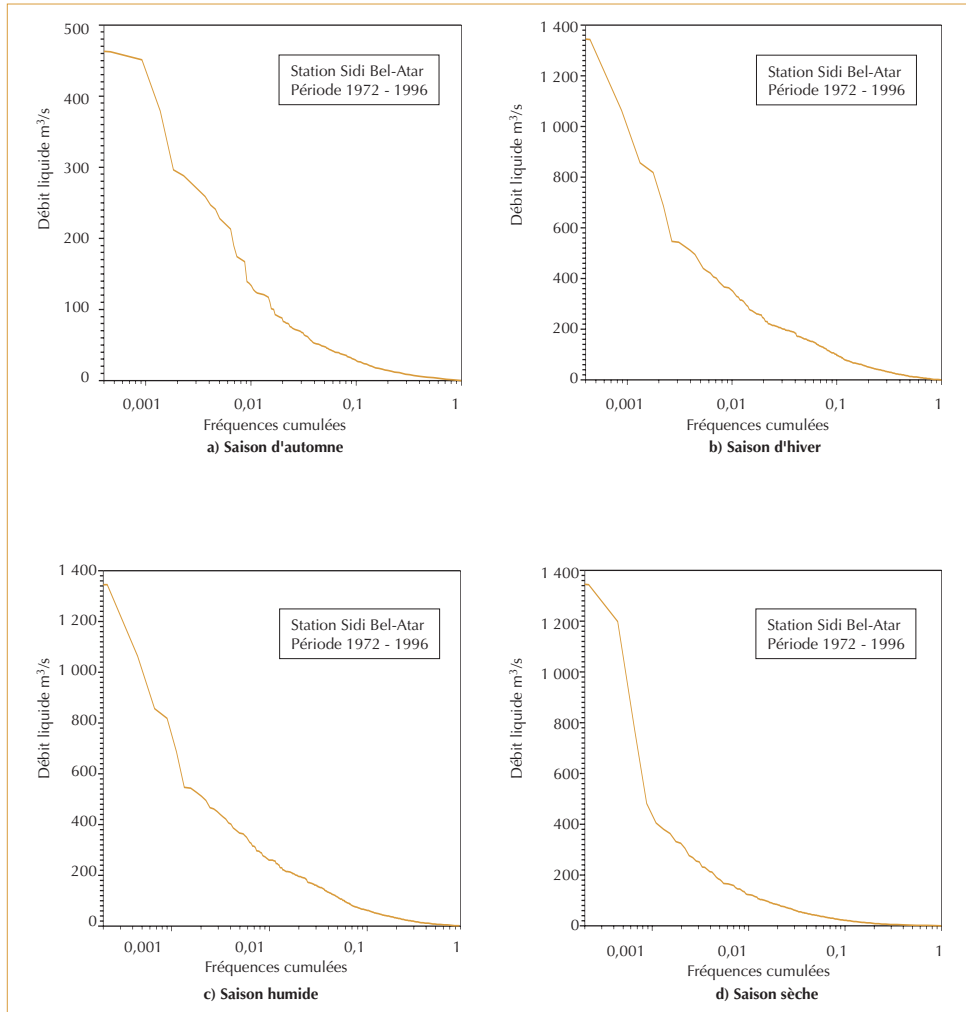 500
400
300
200
100
0
Débit liquide m³/s
Station Sidi Bel-Atar
Période 1972 - 1996
0,001 0,01 0,1 1
Fréquences cumulées
a) Saison d'automne
1 400
1 200
1 000
800
600
400
200
0
Débit liquide m³/s
Station Sidi Bel-Atar
Période 1972 - 1996
0,001 0,01 0,1 1
Fréquences cumulées
b) Saison d'hiver
1 400
1 200
1 000
800
600
400
200
0
Débit liquide m³/s
Station Sidi Bel-Atar
Période 1972 - 1996
0,001 0,01 0,1 1
Fréquences cumulées
c) Saison humide
1 400
1 200
1 000
800
600
400
200
0
Débit liquide m³/s
Station Sidi Bel-Atar
Période 1972 - 1996
0,001 0,01 0,1 1
Fréquences cumulées
d) Saison sèche